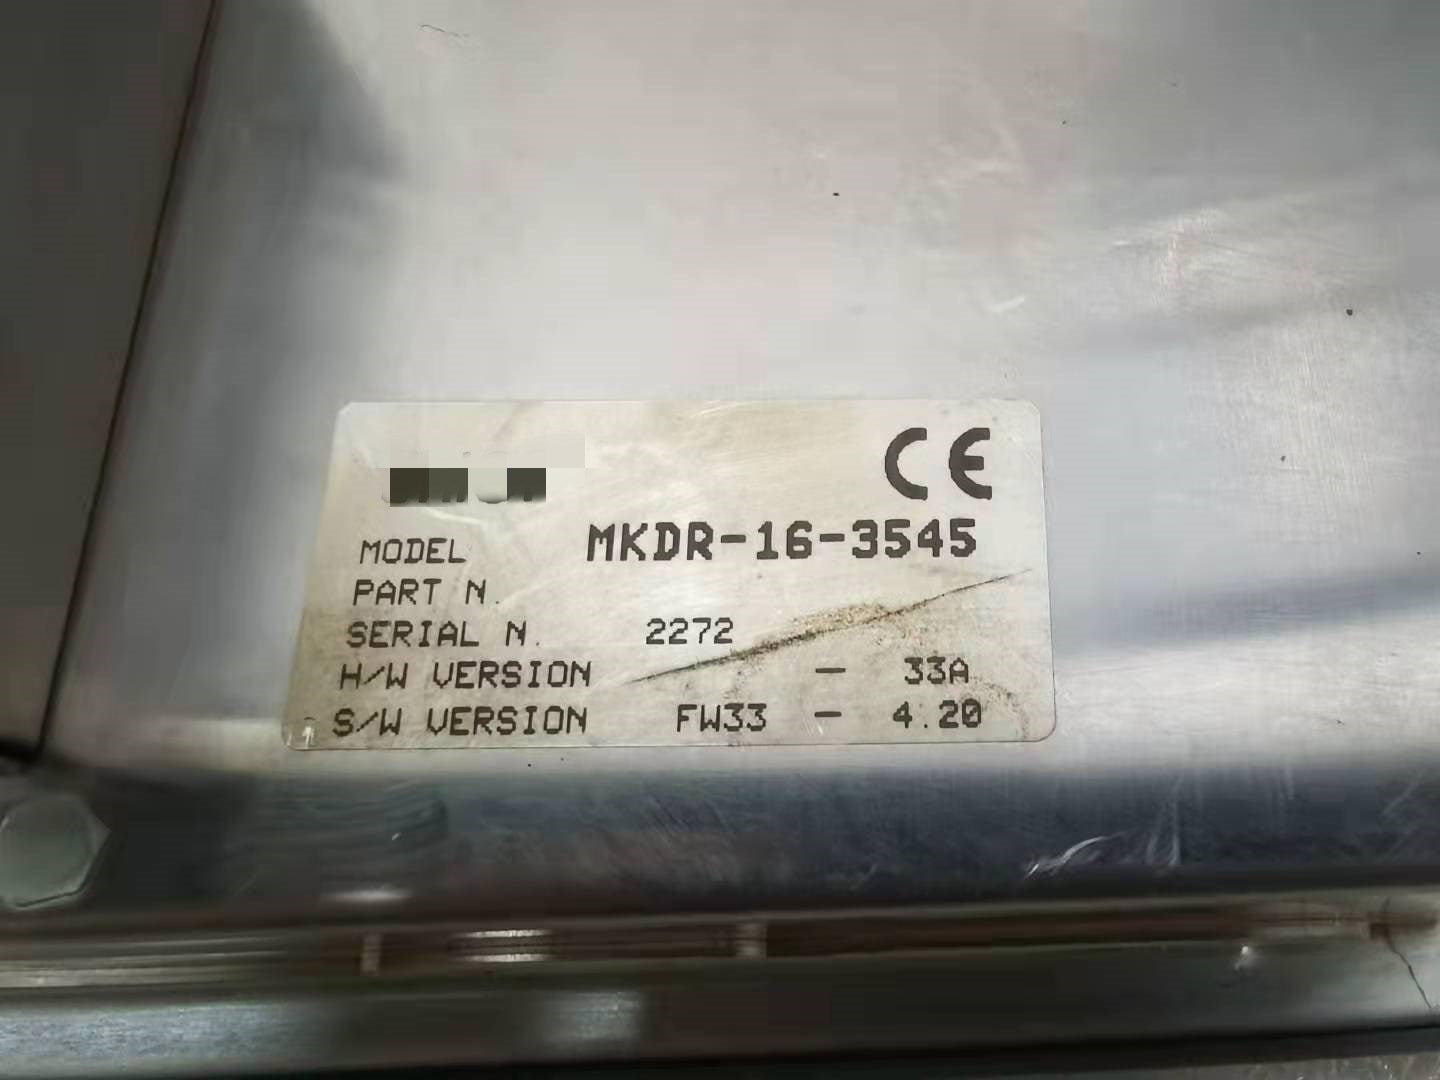 CE
MODEL MKDR-16-3545
PART N.
SERIAL N. 2272
H/W VERSION - 33A
S/W VERSION FW33 - 4.20